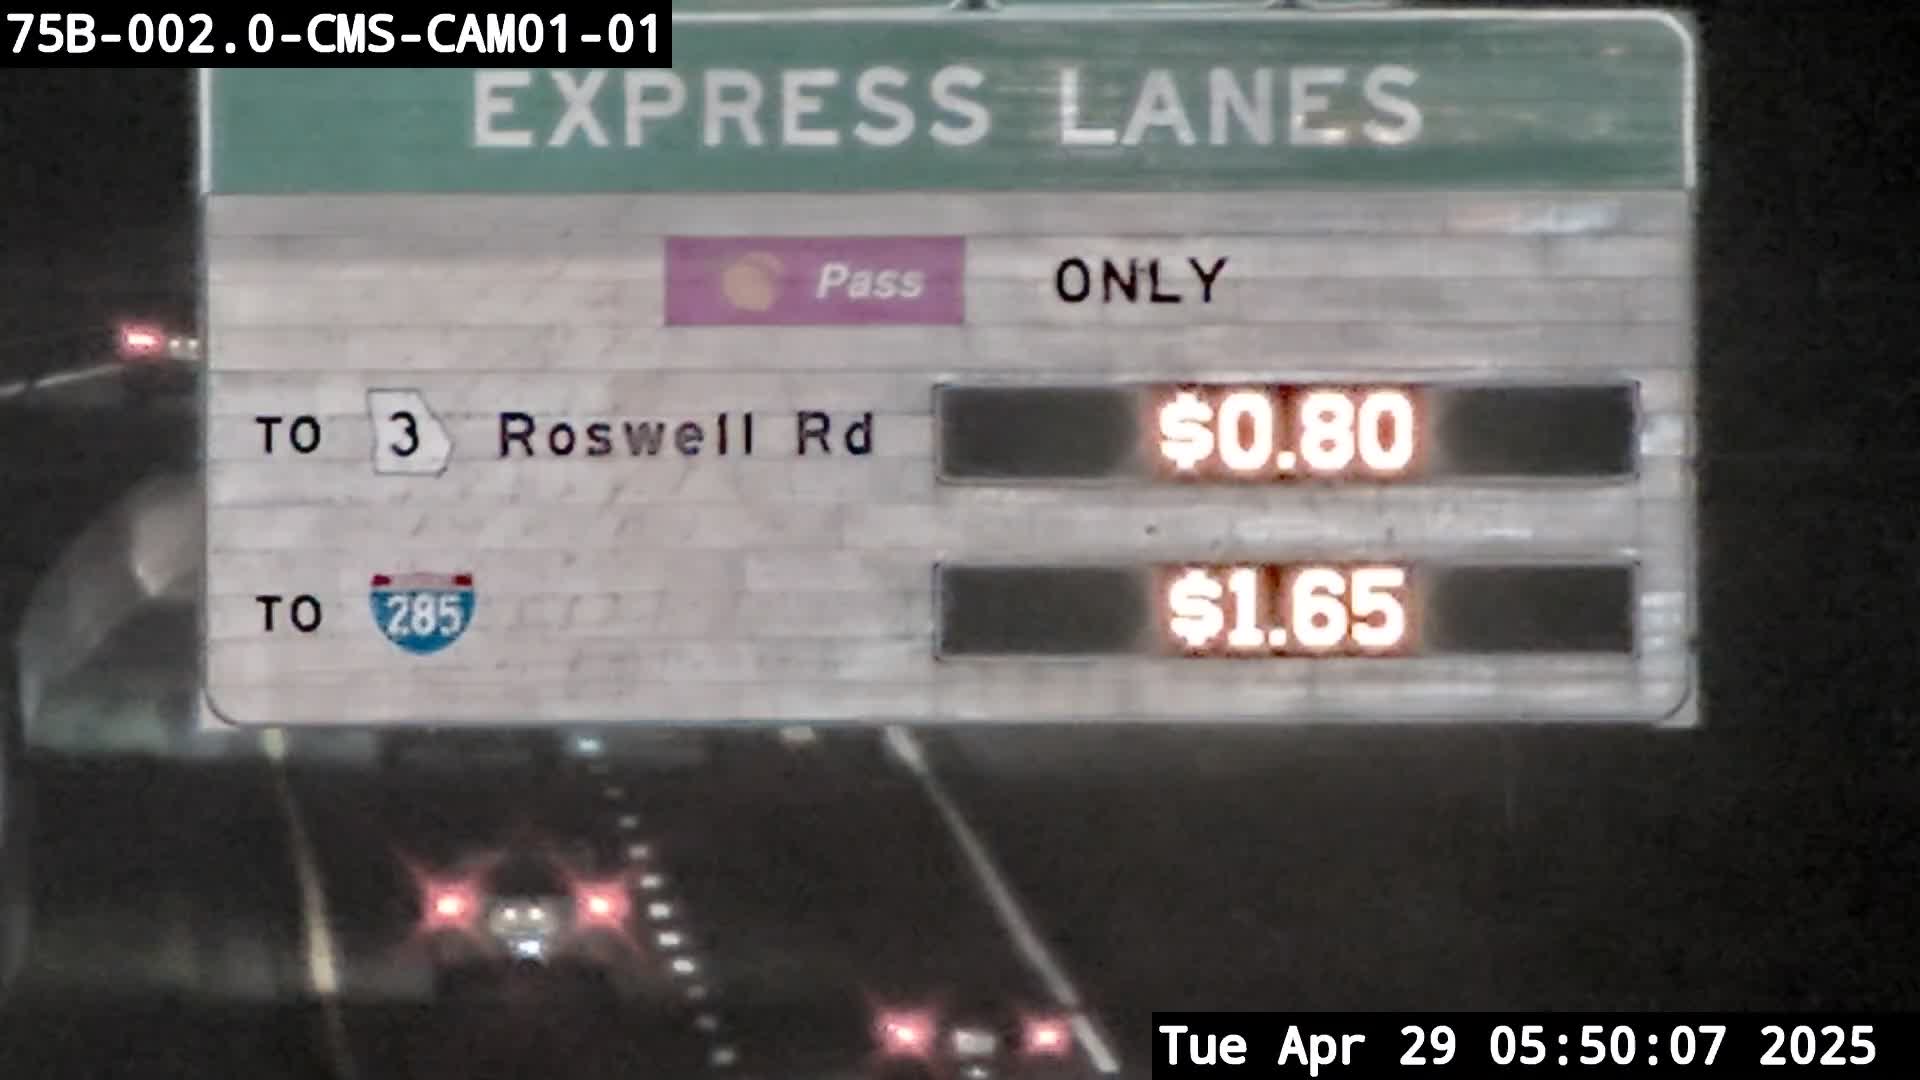 75B-002.0-CMS-CAM01-01
EXPRESS LANES
Pass ONLY
TO 3 Roswell Rd $0.80
TO 285 $1.65
Tue Apr 29 05:50:07 2025